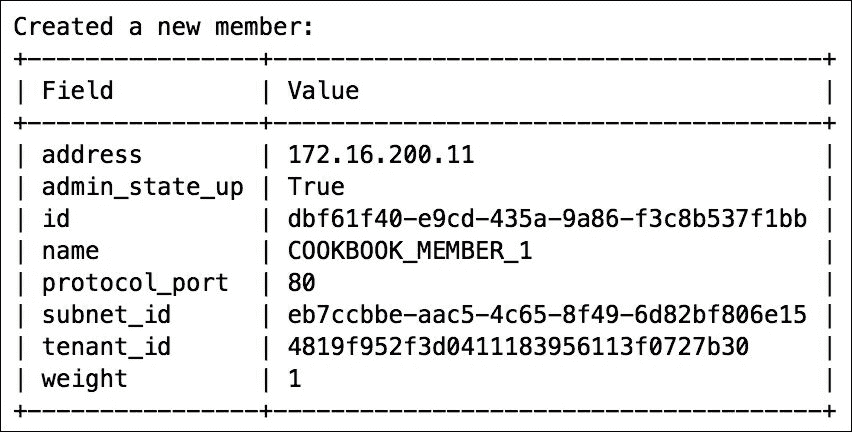 Created a new member:
+----------------+--------------------------------------+
| Field          | Value                                |
+----------------+--------------------------------------+
| address        | 172.16.200.11                        |
| admin_state_up | True                                 |
| id             | dbf61f40-e9cd-435a-9a86-f3c8b537f1bb |
| name           | COOKBOOK_MEMBER_1                    |
| protocol_port  | 80                                   |
| subnet_id      | eb7ccbbe-aac5-4c65-8f49-6d82bf806e15 |
| tenant_id      | 4819f952f3d0411183956113f0727b30     |
| weight         | 1                                    |
+----------------+--------------------------------------+